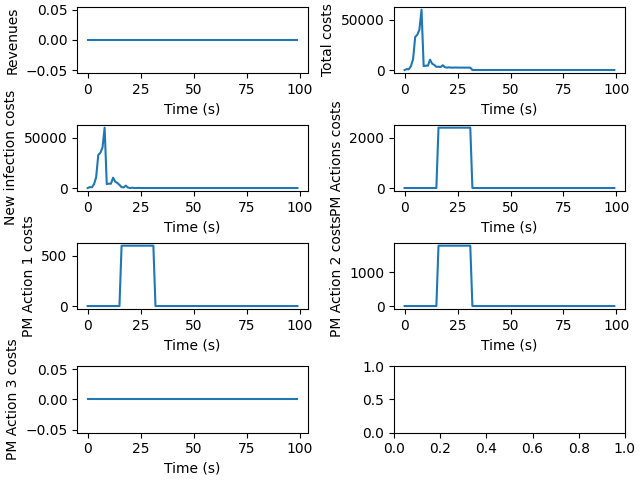 Revenues
0.05
0.00
−0.05
0 25 50 75 100
Time (s)
Total costs
50000
0
0 25 50 75 100
Time (s)
New infection costs
50000
0
0 25 50 75 100
Time (s)
PM Actions costs
2000
0
0 25 50 75 100
Time (s)
PM Action 1 costs
500
0
0 25 50 75 100
Time (s)
PM Action 2 costs
1000
0
0 25 50 75 100
Time (s)
PM Action 3 costs
0.05
0.00
−0.05
0 25 50 75 100
Time (s)
1.0
0.5
0.0
0.0 0.2 0.4 0.6 0.8 1.0